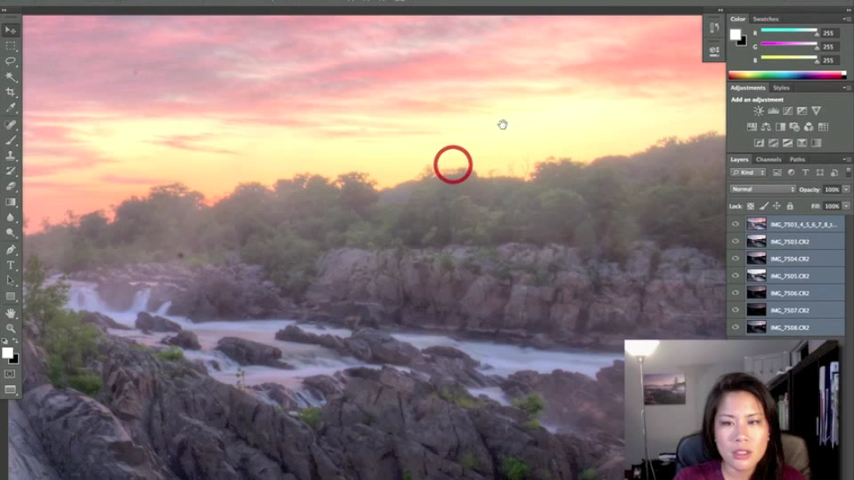 Color Swatches
R 255
G 255
B 255
Adjustments Styles
Add an adjustment
Layers Channels Paths
Kind
Normal Opacity: 100%
Lock: Fill: 100%
IMG_7503_4_5_6_7_8_t...
IMG_7503.CR2
IMG_7504.CR2
IMG_7505.CR2
IMG_7506.CR2
IMG_7507.CR2
IMG_7508.CR2
T